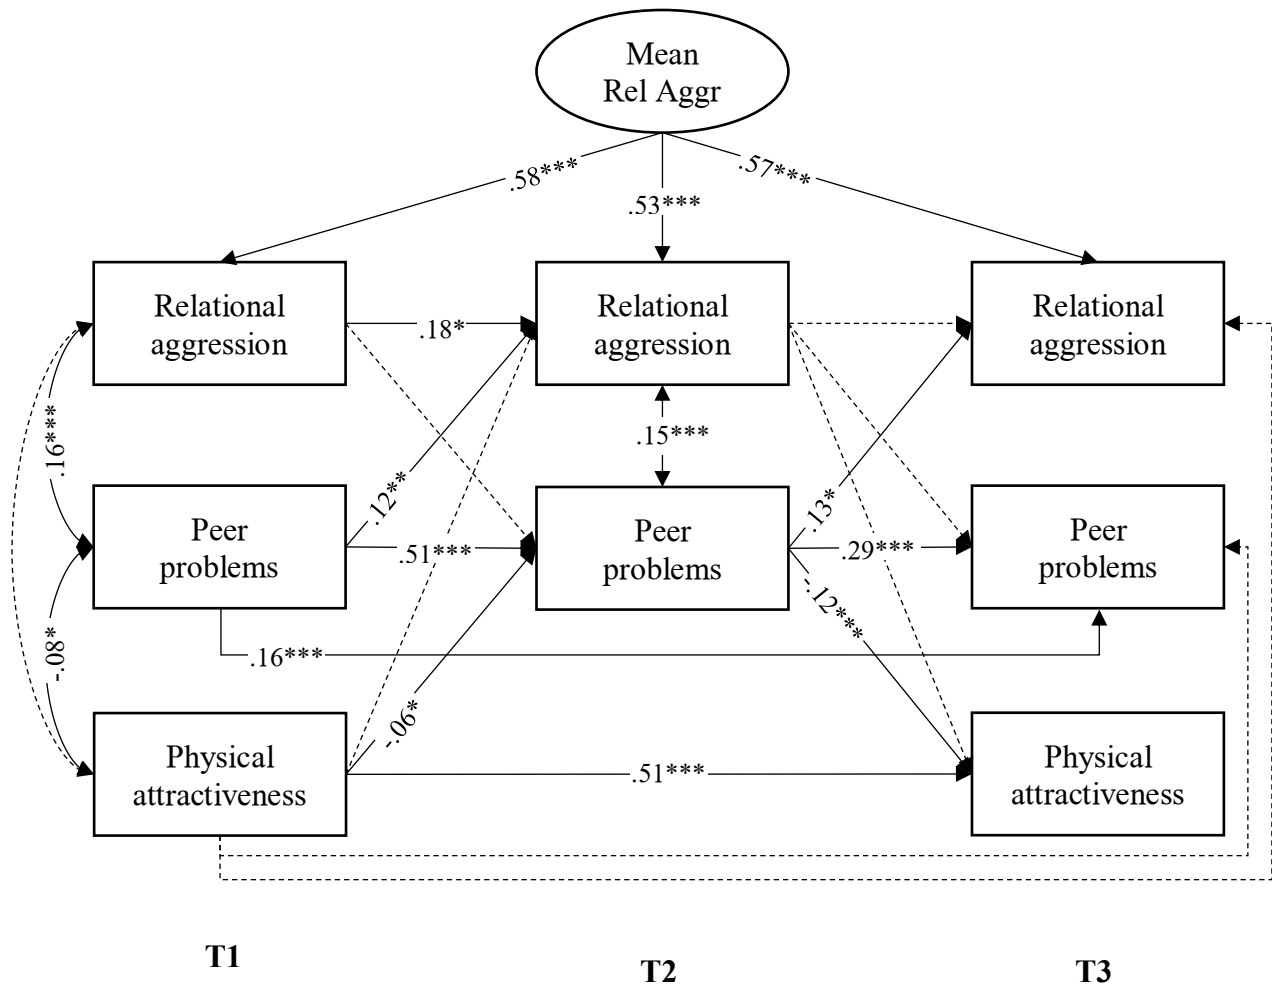 Mean
Rel Aggr
.58***
.53***
.57***
Relational
aggression
Relational
aggression
Relational
aggression
.18*
.16***
.15***
.12**
.13*
Peer
problems
Peer
problems
Peer
problems
.51***
.29***
-.12***
-.08*
.16***
-.06*
Physical
attractiveness
.51***
Physical
attractiveness
T1
T2
T3